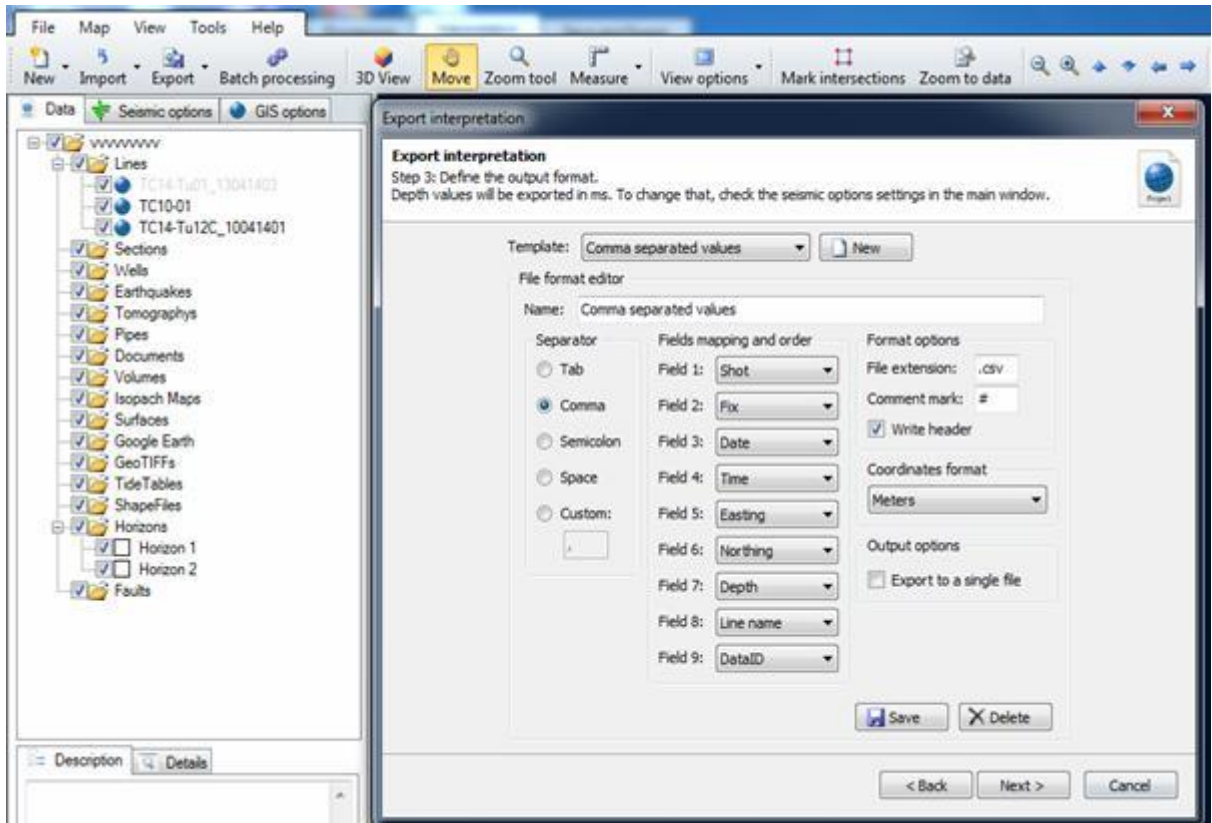 File Map View Tools Help
New Import Export Batch processing 3D View Move Zoom tool Measure View options Mark intersections Zoom to data
Data Seismic options GIS options
vvvvvvvvv
Lines
TC14-Tu01_13041403
TC10-01
TC14-Tu12C_10041401
Sections
Wells
Earthquakes
Tomographys
Pipes
Documents
Volumes
Isopach Maps
Surfaces
Google Earth
GeoTIFFs
TideTables
ShapeFiles
Horizons
Horizon 1
Horizon 2
Faults
Description Details
Export interpretation
Export interpretation
Step 3: Define the output format.
Depth values will be exported in ms. To change that, check the seismic options settings in the main window.
Project
Template: Comma separated values New
File format editor
Name: Comma separated values
Separator
Tab
Comma
Semicolon
Space
Custom:
,
Fields mapping and order
Field 1: Shot
Field 2: Fix
Field 3: Date
Field 4: Time
Field 5: Easting
Field 6: Northing
Field 7: Depth
Field 8: Line name
Field 9: DataID
Format options
File extension: .csv
Comment mark: #
Write header
Coordinates format
Meters
Output options
Export to a single file
Save Delete
< Back Next > Cancel